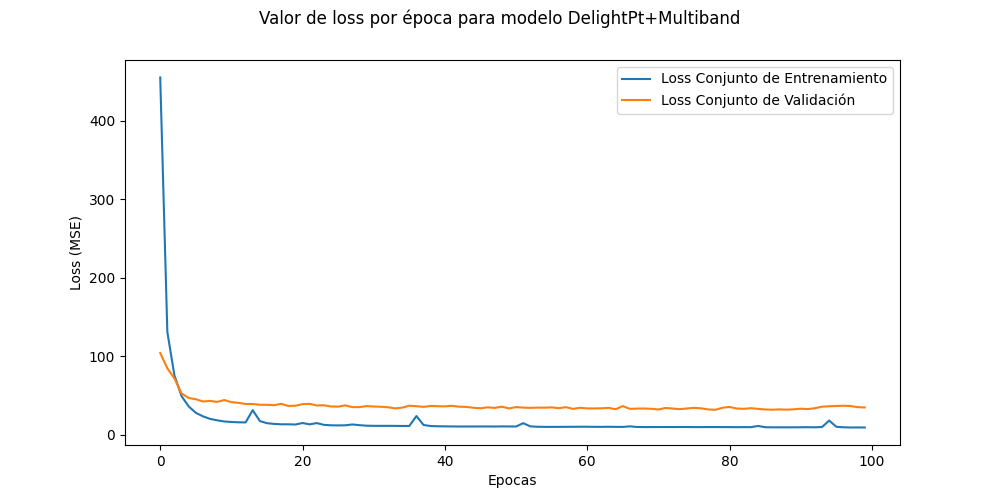 Valor de loss por época para modelo DelightPt+Multiband
Loss Conjunto de Entrenamiento
Loss Conjunto de Validación
Loss (MSE)
400
300
200
100
0
0 20 40 60 80 100
Epocas